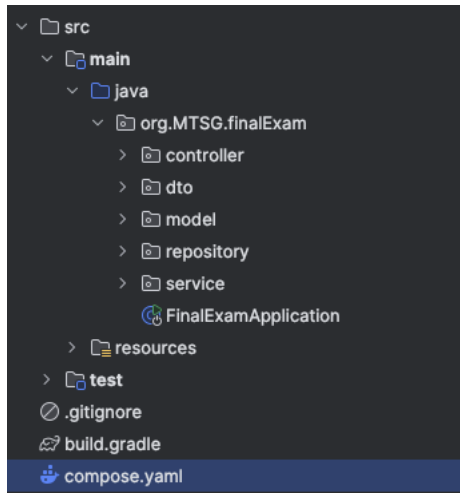 src
main
java
org.MTSG.finalExam
controller
dto
model
repository
service
FinalExamApplication
resources
test
.gitignore
build.gradle
compose.yaml